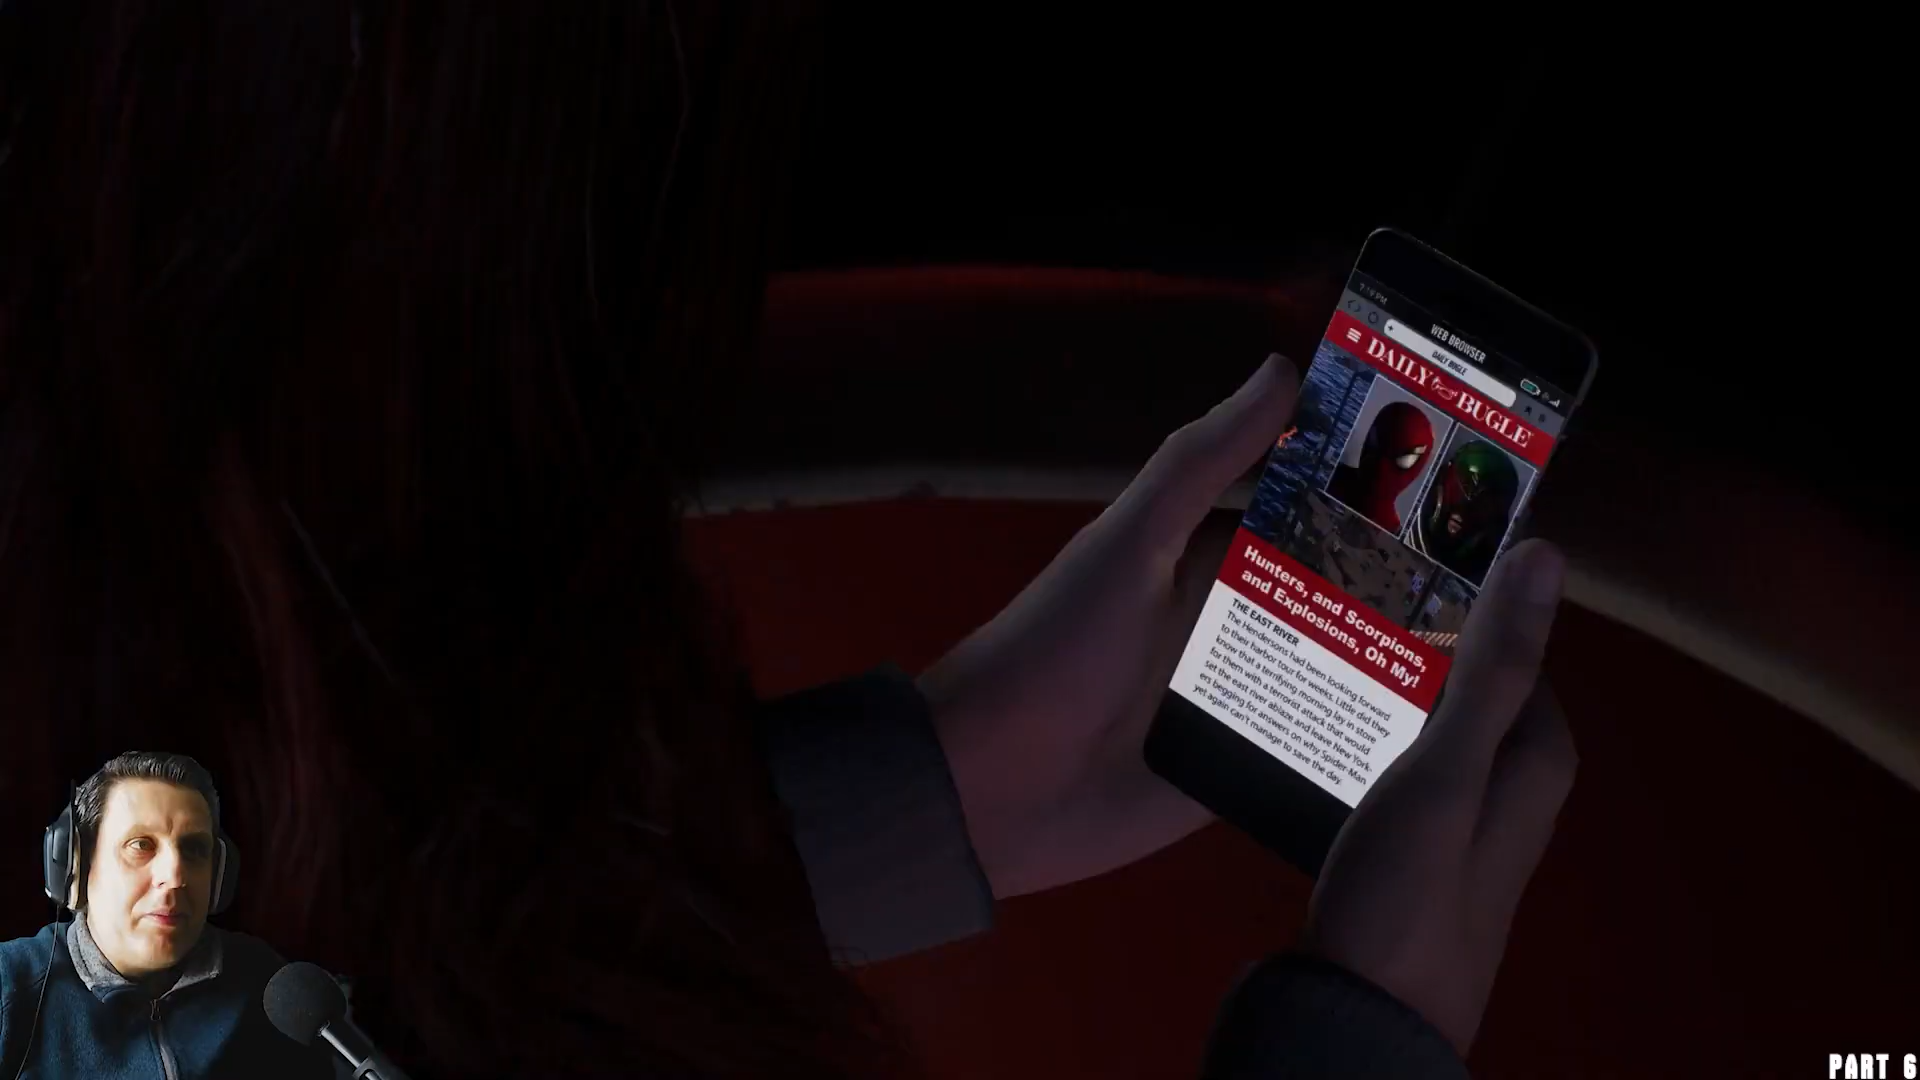 7:19 PM
WEB BROWSER
DAILY BUGLE
DAILY BUGLE
Hunters, and Scorpions,
and Explosions, Oh My!
THE EAST RIVER
The Hendersons had been looking forward
to their harbor tour for weeks. Little did they
know that a terrifying morning lay in store
for them with a terrorist attack that would
set the east river ablaze and leave New York-
ers begging for answers on why Spider-Man
yet again can't manage to save the day.
PART 6